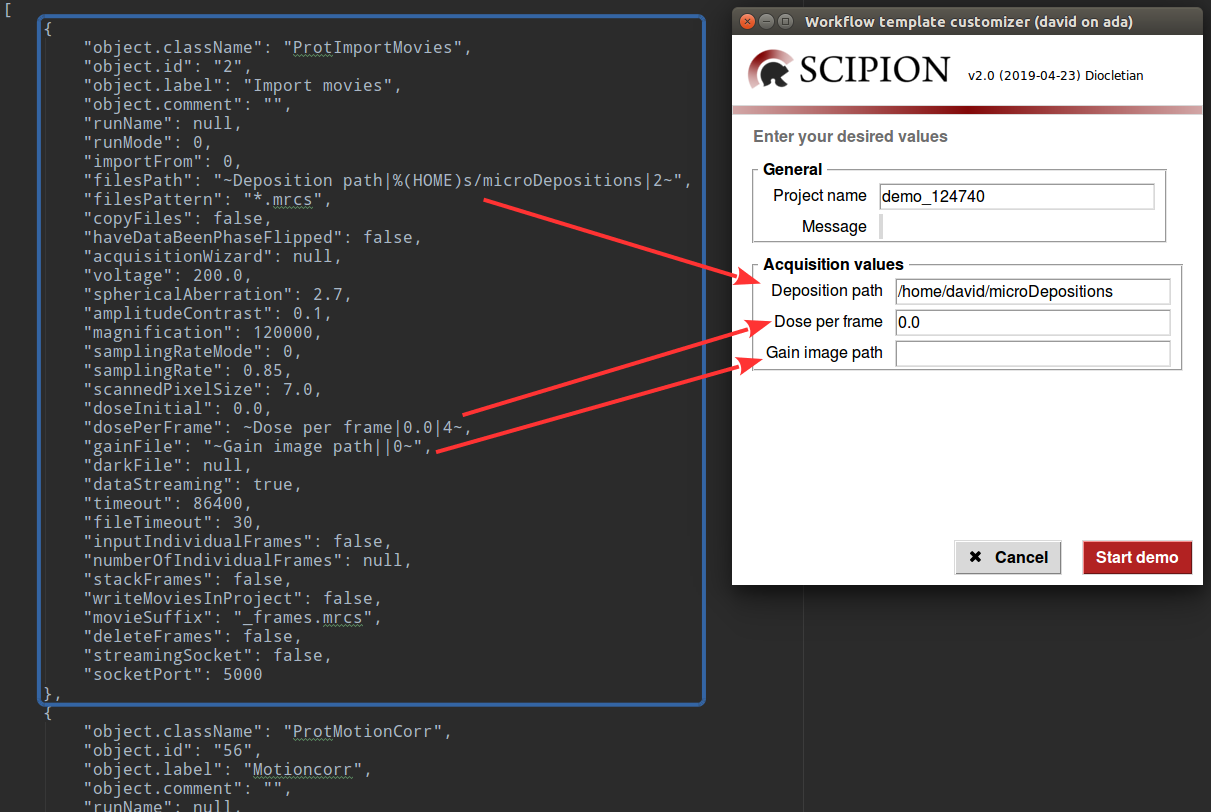 [
{
"object.className": "ProtImportMovies",
"object.id": "2",
"object.label": "Import movies",
"object.comment": "",
"runName": null,
"runMode": 0,
"importFrom": 0,
"filesPath": "~Deposition path|%(HOME)s/microDepositions|2~",
"filesPattern": "*.mrcs",
"copyFiles": false,
"haveDataBeenPhaseFlipped": false,
"acquisitionWizard": null,
"voltage": 200.0,
"sphericalAberration": 2.7,
"amplitudeContrast": 0.1,
"magnification": 120000,
"samplingRateMode": 0,
"samplingRate": 0.85,
"scannedPixelSize": 7.0,
"doseInitial": 0.0,
"dosePerFrame": ~Dose per frame|0.0|4~,
"gainFile": "~Gain image path||0~",
"darkFile": null,
"dataStreaming": true,
"timeout": 86400,
"fileTimeout": 30,
"inputIndividualFrames": false,
"numberOfIndividualFrames": null,
"stackFrames": false,
"writeMoviesInProject": false,
"movieSuffix": "_frames.mrcs",
"deleteFrames": false,
"streamingSocket": false,
"socketPort": 5000
},
{
"object.className": "ProtMotionCorr",
"object.id": "56",
"object.label": "Motioncorr",
"object.comment": "",
"runName": null,
Workflow template customizer (david on ada)
SCIPION v2.0 (2019-04-23) Diocletian
Enter your desired values
General
Project name demo_124740
Message
Acquisition values
Deposition path /home/david/microDepositions
Dose per frame 0.0
Gain image path
Cancel Start demo